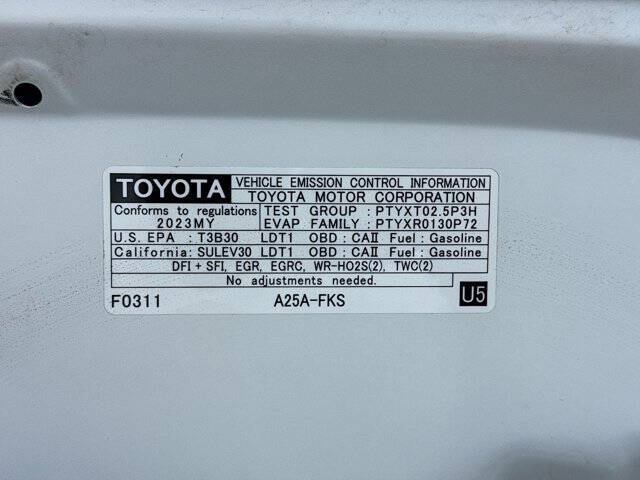 TOYOTA VEHICLE EMISSION CONTROL INFORMATION
TOYOTA MOTOR CORPORATION
Conforms to regulations TEST GROUP : PTYXT02.5P3H
2023MY EVAP FAMILY : PTYXR0130P72
U.S. EPA : T3B30 LDT1 OBD : CAII Fuel : Gasoline
California: SULEV30 LDT1 OBD : CAII Fuel : Gasoline
DFI + SFI, EGR, EGRC, WR-HO2S(2), TWC(2)
No adjustments needed.
F0311 A25A-FKS U5